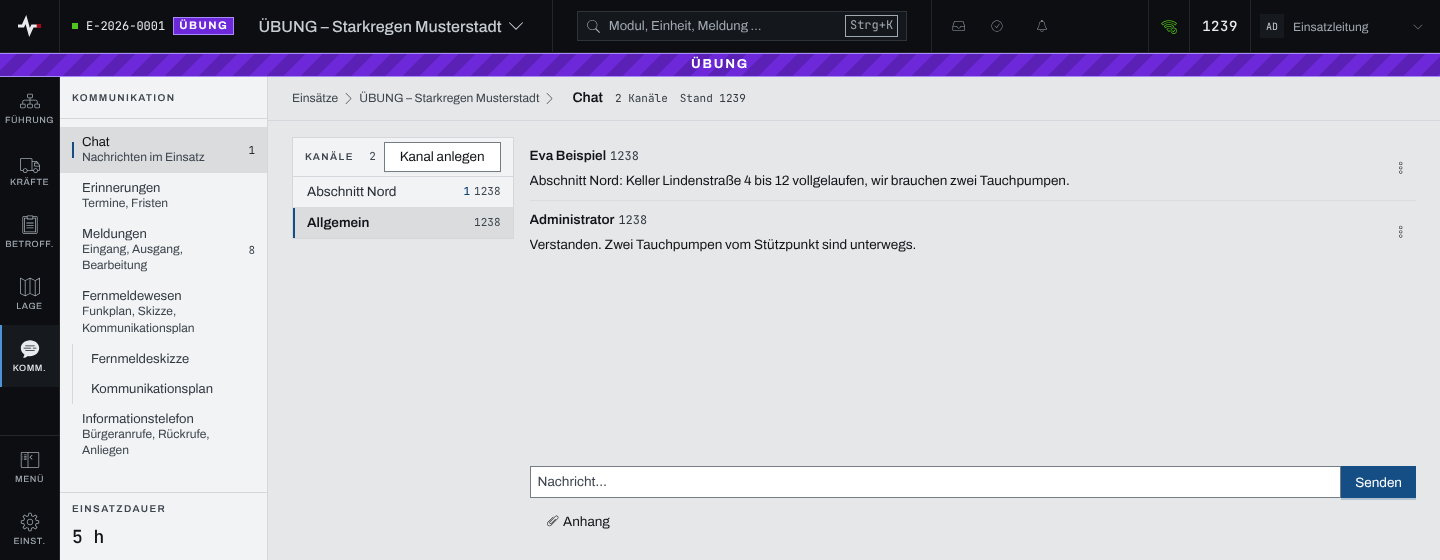 E-2026-0001 ÜBUNG ÜBUNG – Starkregen Musterstadt
Modul, Einheit, Meldung ... Strg+K
1239
AD Einsatzleitung
ÜBUNG
FÜHRUNG
KRÄFTE
BETROFF.
LAGE
KOMM.
MENÜ
EINST.
KOMMUNIKATION
Chat
Nachrichten im Einsatz
1
Erinnerungen
Termine, Fristen
Meldungen
Eingang, Ausgang,
Bearbeitung
8
Fernmeldewesen
Funkplan, Skizze,
Kommunikationsplan
Fernmeldeskizze
Kommunikationsplan
Informationstelefon
Bürgeranrufe, Rückrufe,
Anliegen
EINSATZDAUER
5 h
Einsätze ÜBUNG – Starkregen Musterstadt Chat 2 Kanäle Stand 1239
KANÄLE 2 Kanal anlegen
Abschnitt Nord 1 1238
Allgemein 1238
Eva Beispiel 1238
Abschnitt Nord: Keller Lindenstraße 4 bis 12 vollgelaufen, wir brauchen zwei Tauchpumpen.
Administrator 1238
Verstanden. Zwei Tauchpumpen vom Stützpunkt sind unterwegs.
Nachricht... Senden
Anhang